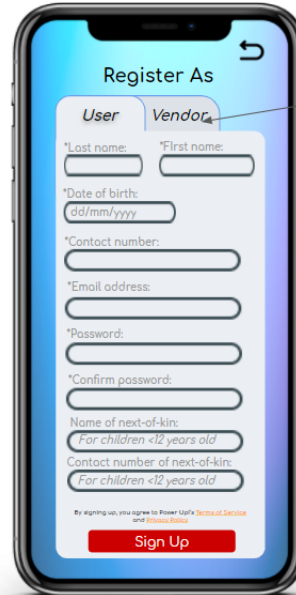 Register As
User Vendor
*Last name: *FIrst name:
*Date of birth:
dd/mm/yyyy
*Contact number:
*Email address:
*Password:
*Confirm password:
Name of next-of-kin:
For children <12 years old
Contact number of next-of-kin:
For children <12 years old
By signing up, you agree to Power Up!'s Terms of Service
and Privacy Policy
Sign Up